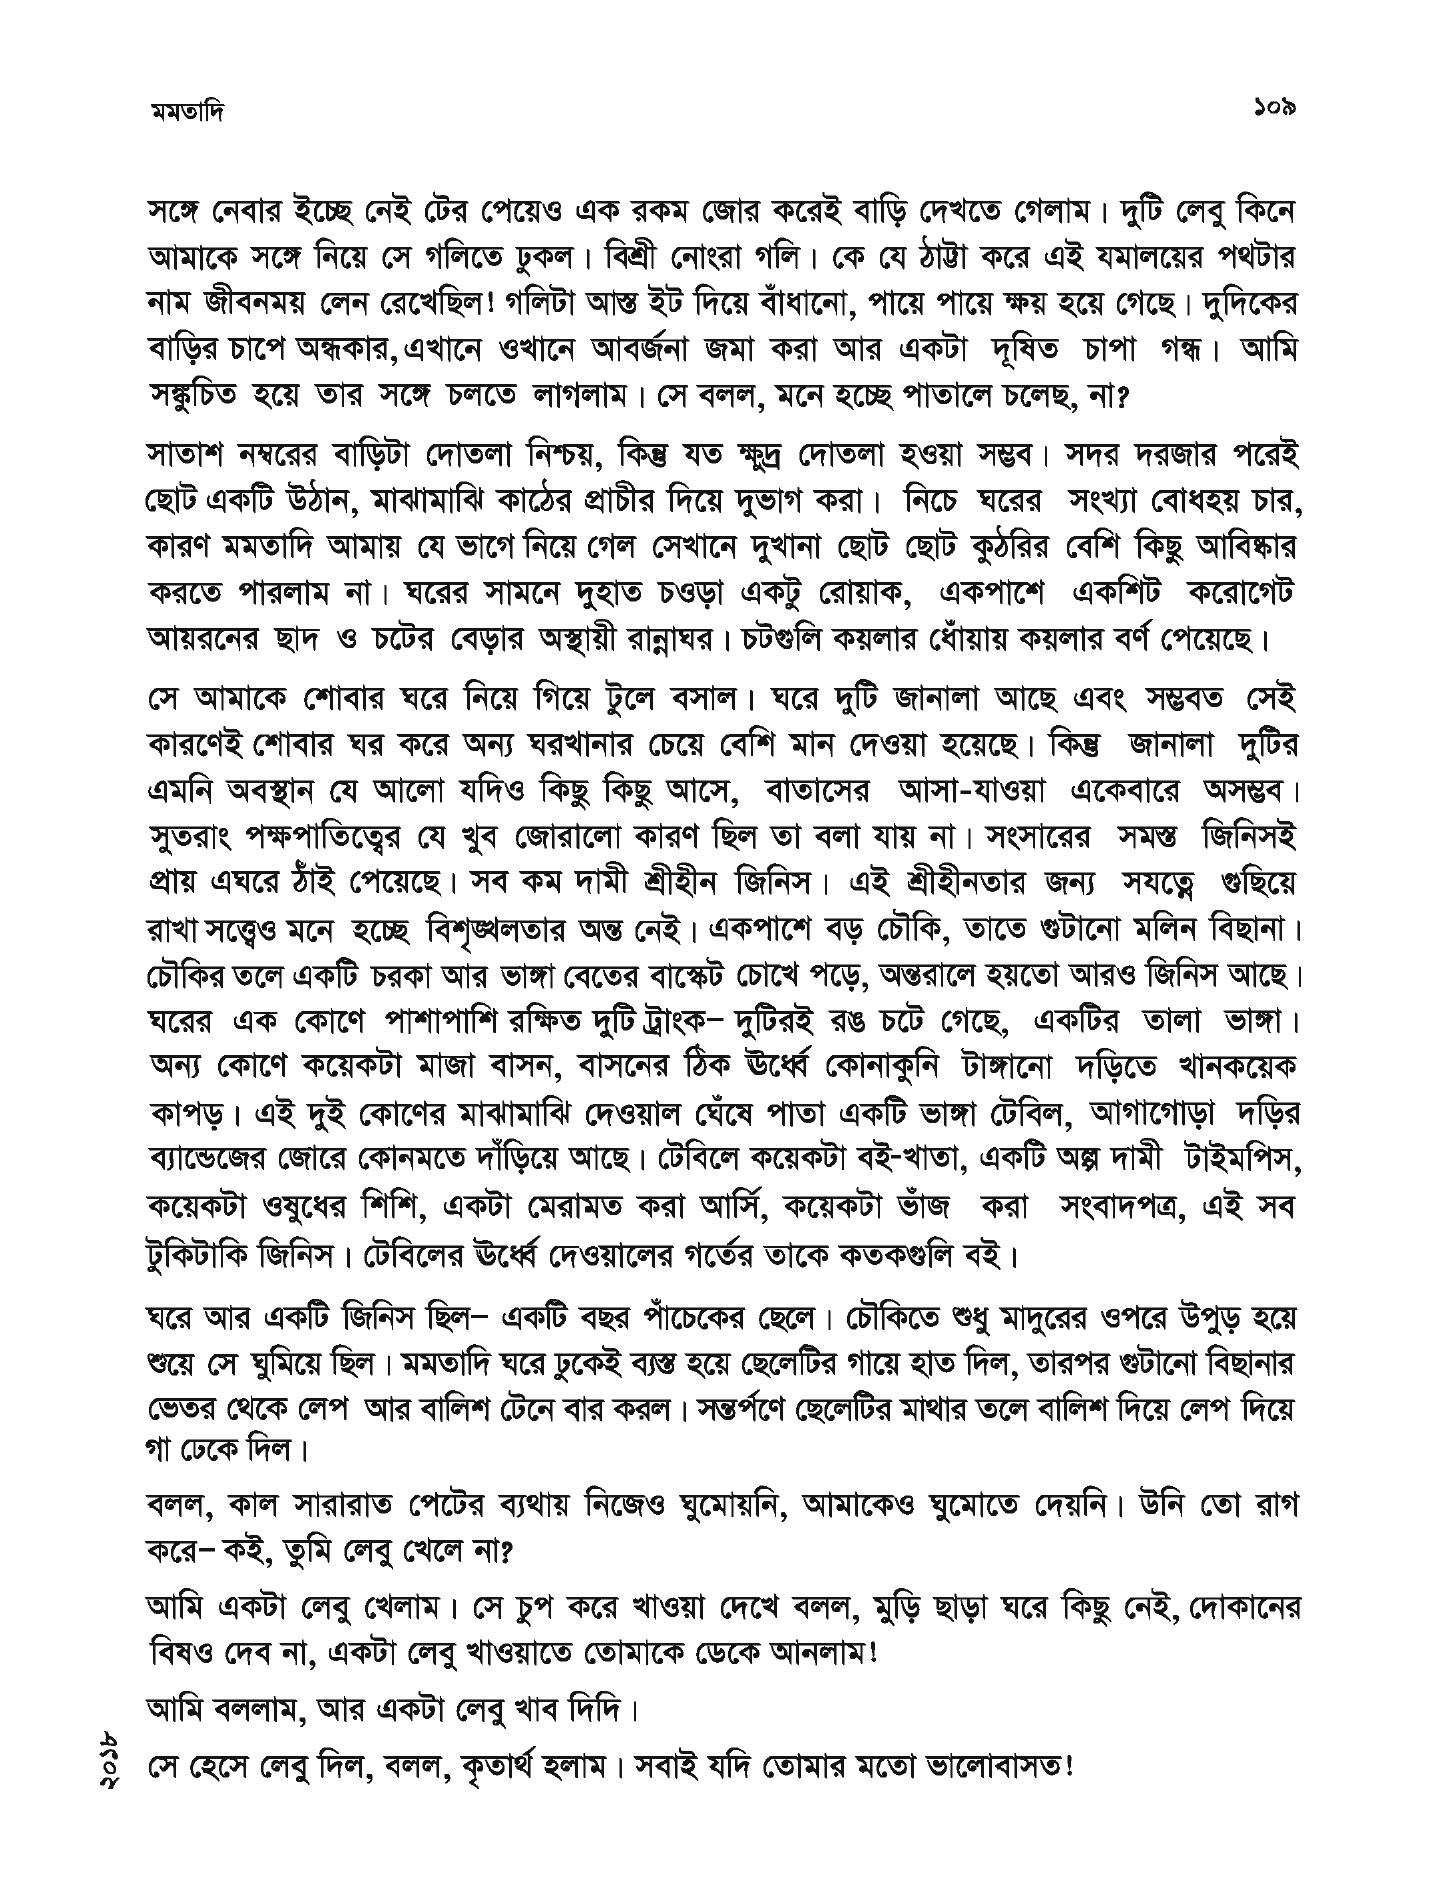 মমতাদি
১০৯
সঙ্গে নেবার ইচ্ছে নেই টের পেয়েও এক রকম জোর করেই বাড়ি দেখতে গেলাম। দুটি লেবু কিনে
আমাকে সঙ্গে নিয়ে সে গলিতে ঢুকল। বিশ্রী নোংরা গলি। কে যে ঠাট্টা করে এই যমালয়ের পথটার
নাম জীবনময় লেন রেখেছিল! গলিটা আস্ত ইট দিয়ে বাঁধানো, পায়ে পায়ে ক্ষয় হয়ে গেছে। দুদিকের
বাড়ির চাপে অন্ধকার, এখানে ওখানে আবর্জনা জমা করা আর একটা দূষিত চাপা গন্ধ। আমি
সঙ্কুচিত হয়ে তার সঙ্গে চলতে লাগলাম। সে বলল, মনে হচ্ছে পাতালে চলেছ, না?
সাতাশ নম্বরের বাড়িটা দোতলা নিশ্চয়, কিন্তু যত ক্ষুদ্র দোতলা হওয়া সম্ভব। সদর দরজার পরেই
ছোট একটি উঠান, মাঝামাঝি কাঠের প্রাচীর দিয়ে দুভাগ করা। নিচে ঘরের সংখ্যা বোধহয় চার,
কারণ মমতাদি আমায় যে ভাগে নিয়ে গেল সেখানে দুখানা ছোট ছোট কুঠরির বেশি কিছু আবিষ্কার
করতে পারলাম না। ঘরের সামনে দুহাত চওড়া একটু রোয়াক, একপাশে একশিট করোগেট
আয়রনের ছাদ ও চটের বেড়ার অস্থায়ী রান্নাঘর। চটগুলি কয়লার ধোঁয়ায় কয়লার বর্ণ পেয়েছে।
সে আমাকে শোবার ঘরে নিয়ে গিয়ে টুলে বসাল। ঘরে দুটি জানালা আছে এবং সম্ভবত সেই
কারণেই শোবার ঘর করে অন্য ঘরখানার চেয়ে বেশি মান দেওয়া হয়েছে। কিন্তু জানালা দুটির
এমনি অবস্থান যে আলো যদিও কিছু কিছু আসে, বাতাসের আসা-যাওয়া একেবারে অসম্ভব।
সুতরাং পক্ষপাতিত্বের যে খুব জোরালো কারণ ছিল তা বলা যায় না। সংসারের সমস্ত জিনিসই
প্রায় এঘরে ঠাঁই পেয়েছে। সব কম দামী শ্রীহীন জিনিস। এই শ্রীহীনতার জন্য সযত্নে গুছিয়ে
রাখা সত্ত্বেও মনে হচ্ছে বিশৃঙ্খলতার অন্ত নেই। একপাশে বড় চৌকি, তাতে গুটানো মলিন বিছানা।
চৌকির তলে একটি চরকা আর ভাঙ্গা বেতের বাস্কেট চোখে পড়ে, অন্তরালে হয়তো আরও জিনিস আছে।
ঘরের এক কোণে পাশাপাশি রক্ষিত দুটি ট্রাংক– দুটিরই রঙ চটে গেছে, একটির তালা ভাঙ্গা।
অন্য কোণে কয়েকটা মাজা বাসন, বাসনের ঠিক ঊর্ধ্বে কোনাকুনি টাঙ্গানো দড়িতে খানকয়েক
কাপড়। এই দুই কোণের মাঝামাঝি দেওয়াল ঘেঁষে পাতা একটি ভাঙ্গা টেবিল, আগাগোড়া দড়ির
ব্যান্ডেজের জোরে কোনমতে দাঁড়িয়ে আছে। টেবিলে কয়েকটা বই-খাতা, একটি অল্প দামী টাইমপিস,
কয়েকটা ওষুধের শিশি, একটা মেরামত করা আর্সি, কয়েকটা ভাঁজ করা সংবাদপত্র, এই সব
টুকিটাকি জিনিস। টেবিলের ঊর্ধ্বে দেওয়ালের গর্তের তাকে কতকগুলি বই।
ঘরে আর একটি জিনিস ছিল– একটি বছর পাঁচেকের ছেলে। চৌকিতে শুধু মাদুরের ওপরে উপুড় হয়ে
শুয়ে সে ঘুমিয়ে ছিল। মমতাদি ঘরে ঢুকেই ব্যস্ত হয়ে ছেলেটির গায়ে হাত দিল, তারপর গুটানো বিছানার
ভেতর থেকে লেপ আর বালিশ টেনে বার করল। সন্তর্পণে ছেলেটির মাথার তলে বালিশ দিয়ে লেপ দিয়ে
গা ঢেকে দিল।
বলল, কাল সারারাত পেটের ব্যথায় নিজেও ঘুমোয়নি, আমাকেও ঘুমোতে দেয়নি। উনি তো রাগ
করে– কই, তুমি লেবু খেলে না?
আমি একটা লেবু খেলাম। সে চুপ করে খাওয়া দেখে বলল, মুড়ি ছাড়া ঘরে কিছু নেই, দোকানের
বিষও দেব না, একটা লেবু খাওয়াতে তোমাকে ডেকে আনলাম!
আমি বললাম, আর একটা লেবু খাব দিদি।
সে হেসে লেবু দিল, বলল, কৃতার্থ হলাম। সবাই যদি তোমার মতো ভালোবাসত!
২০১৮